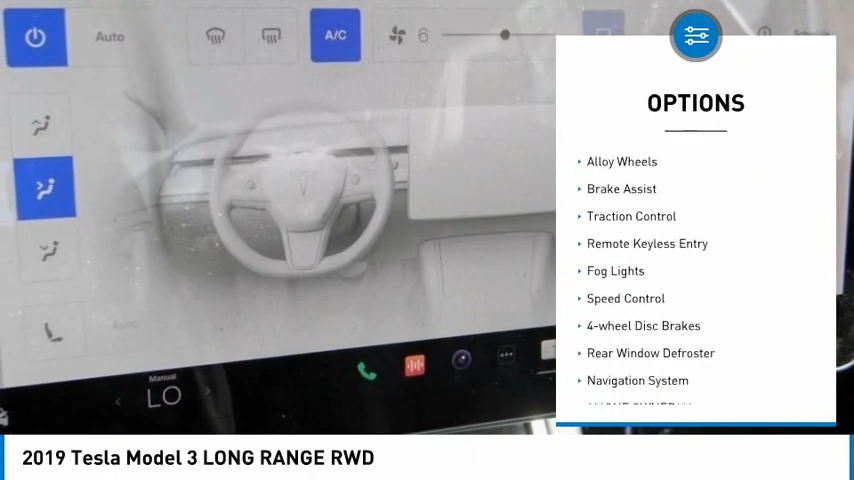 Auto
A/C
6
OPTIONS
Alloy Wheels
Brake Assist
Traction Control
Remote Keyless Entry
Fog Lights
Speed Control
4-wheel Disc Brakes
Rear Window Defroster
Navigation System
Auto
Manual
LO
2019 Tesla Model 3 LONG RANGE RWD